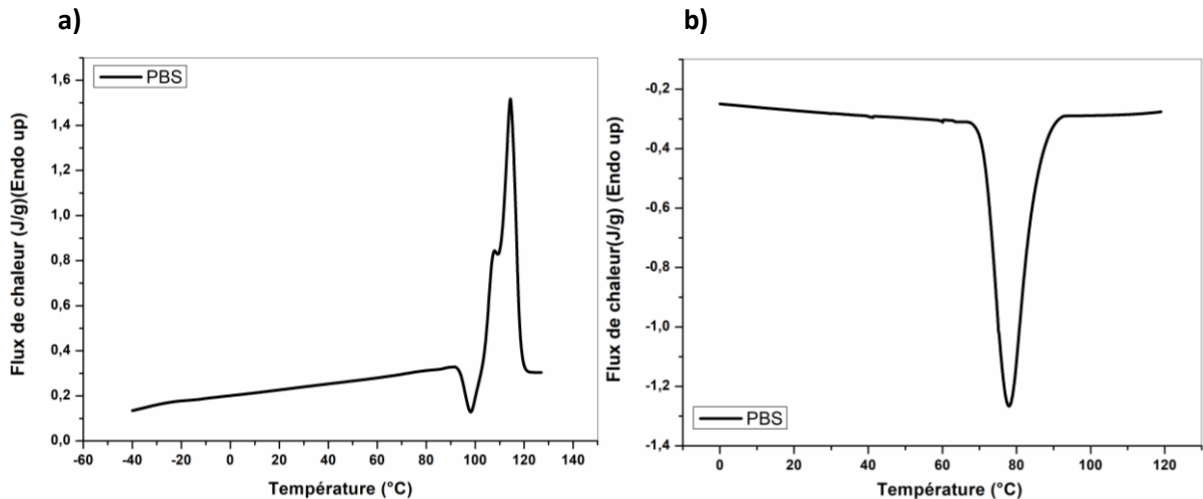 a)
PBS
Flux de chaleur (J/g)(Endo up)
1,6
1,4
1,2
1,0
0,8
0,6
0,4
0,2
0,0
-60 -40 -20 0 20 40 60 80 100 120 140
Température (°C)
b)
Flux de chaleur(J/g) (Endo up)
-0,2
-0,4
-0,6
-0,8
-1,0
-1,2
-1,4
PBS
0 20 40 60 80 100 120
Température (°C)